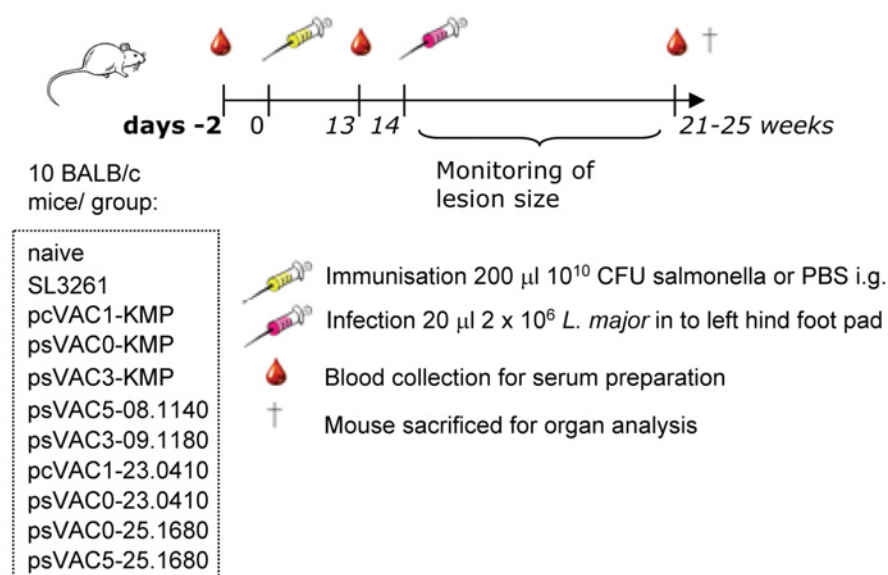 days -2 0 13 14 21-25 weeks
Monitoring of
lesion size
10 BALB/c
mice/ group:
naive
SL3261
pcVAC1-KMP
psVAC0-KMP
psVAC3-KMP
psVAC5-08.1140
psVAC3-09.1180
pcVAC1-23.0410
psVAC0-23.0410
psVAC0-25.1680
psVAC5-25.1680
Immunisation 200 µl 10¹⁰ CFU salmonella or PBS i.g.
Infection 20 µl 2 x 10⁶ L. major in to left hind foot pad
Blood collection for serum preparation
Mouse sacrificed for organ analysis